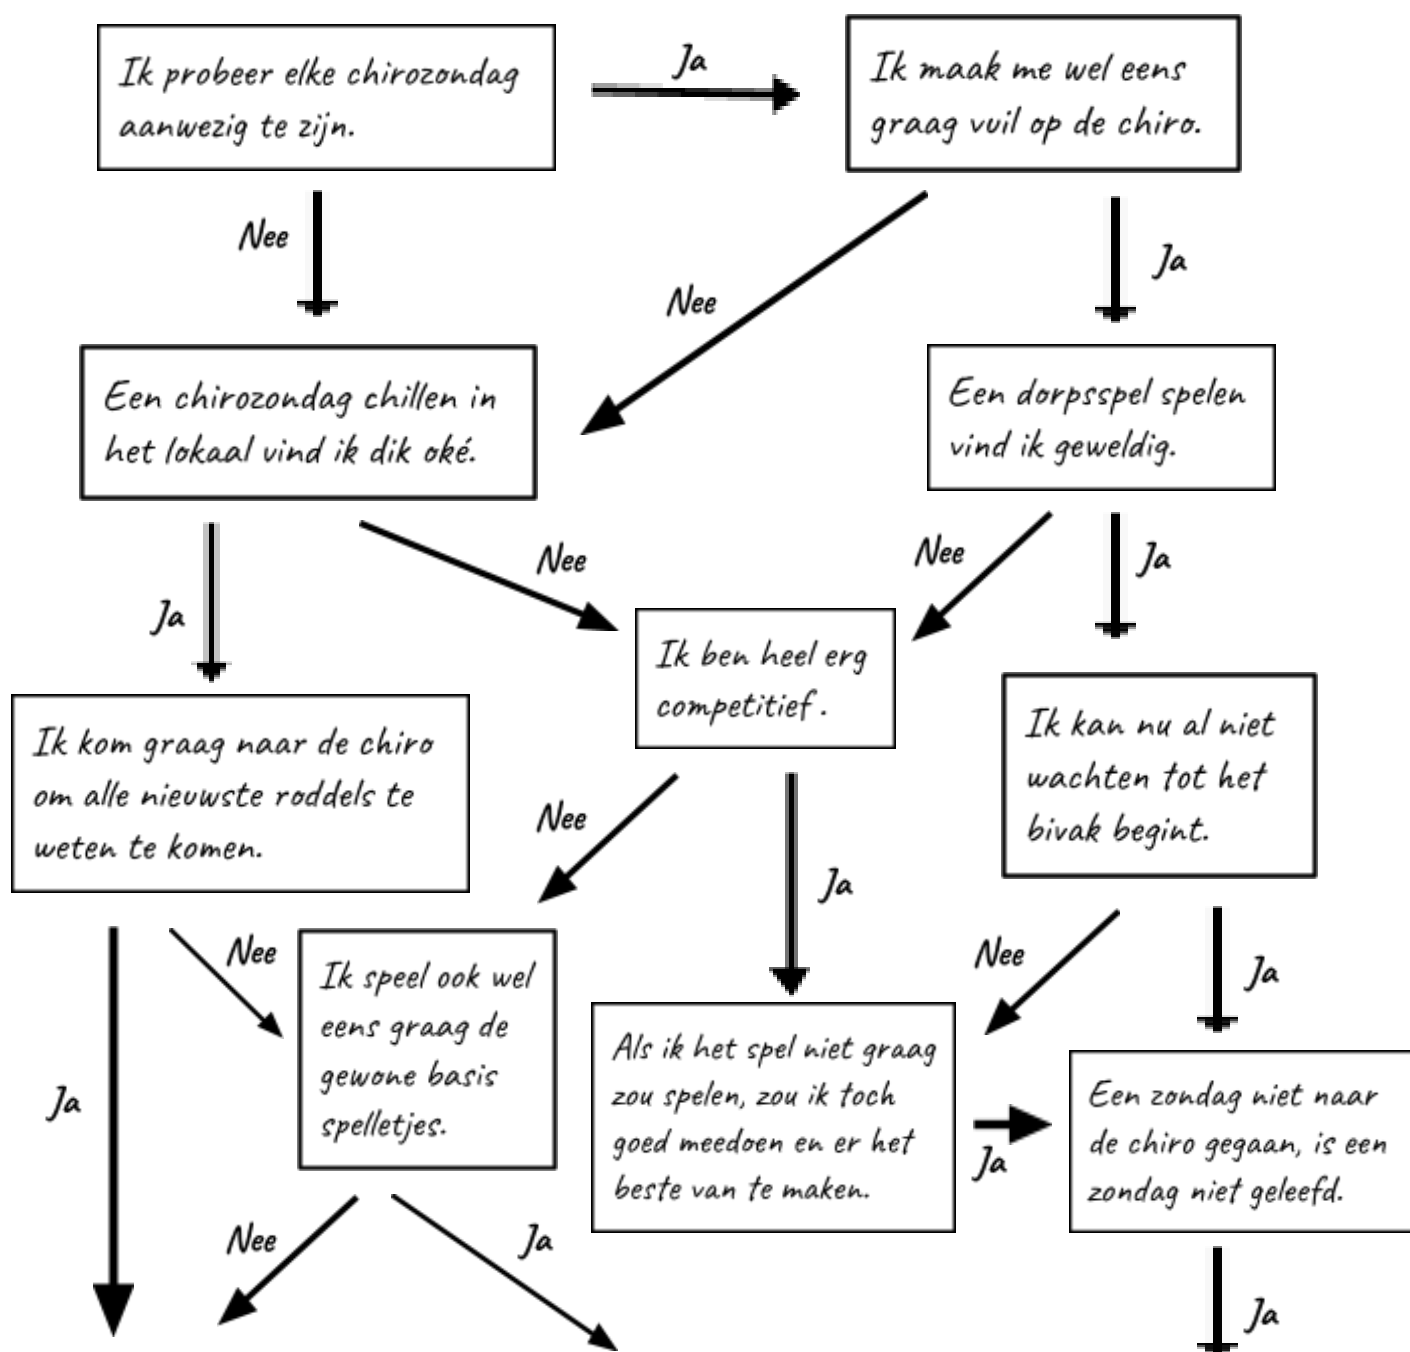 Ik probeer elke chirozondag
aanwezig te zijn.
Ja
Ik maak me wel eens
graag vuil op de chiro.
Nee
Nee
Ja
Een chirozondag chillen in
het lokaal vind ik dik oké.
Een dorpsspel spelen
vind ik geweldig.
Ja
Nee
Nee
Ja
Ik ben heel erg
competitief.
Ik kom graag naar de chiro
om alle nieuwste roddels te
weten te komen.
Ik kan nu al niet
wachten tot het
bivak begint.
Nee
Ja
Nee
Ja
Nee
Ja
Ik speel ook wel
eens graag de
gewone basis
spelletjes.
Als ik het spel niet graag
zou spelen, zou ik toch
goed meedoen en er het
beste van te maken.
Ja
Een zondag niet naar
de chiro gegaan, is een
zondag niet geleefd.
Ja
Nee
Ja
Ja